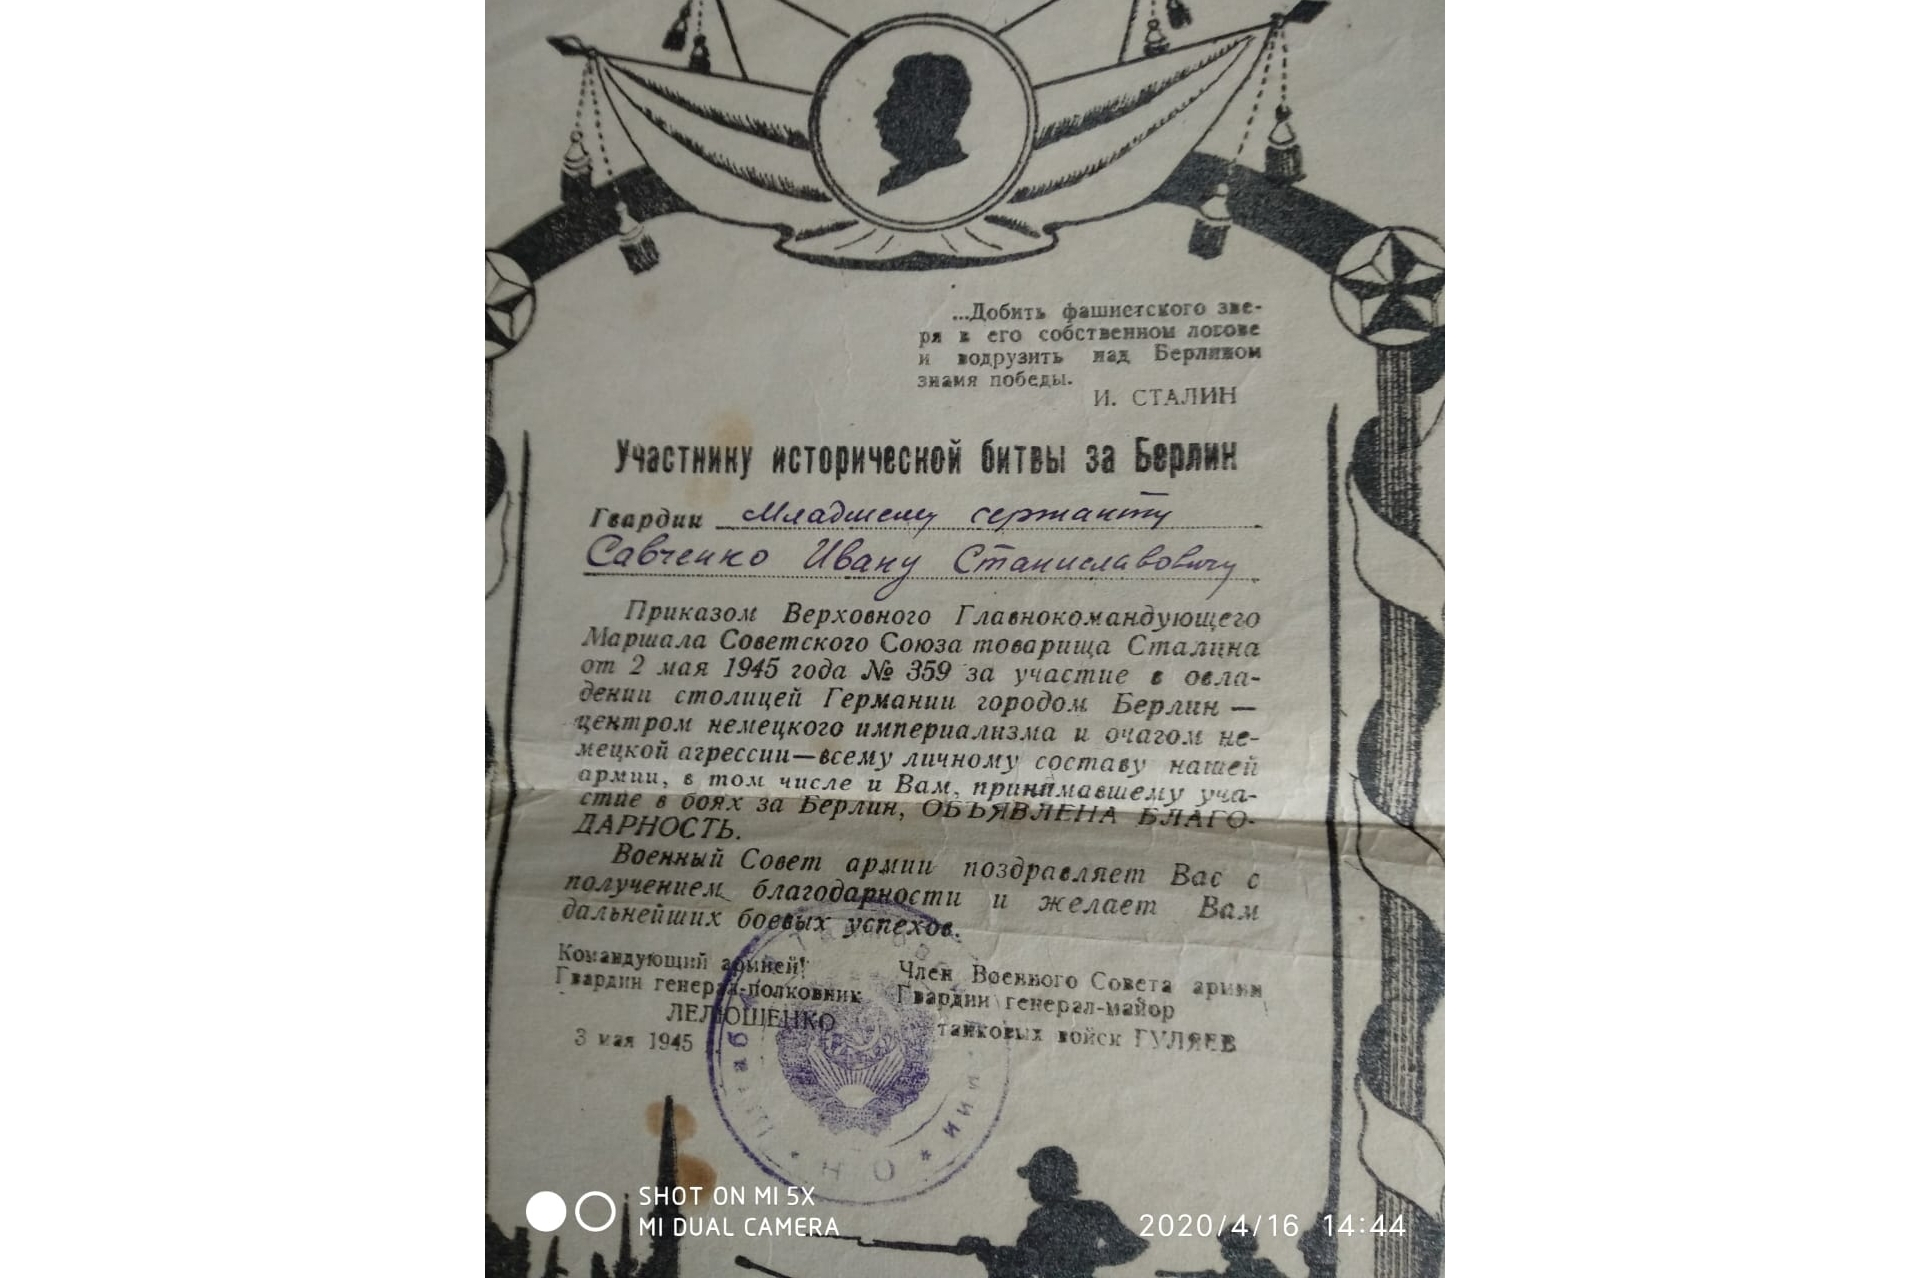 ...Добить фашистского зве-
ря в его собственном логове
и водрузить над Берлином
знамя победы.
И. СТАЛИН
Участнику исторической битвы за Берлин
Гвардии Младшему сержанту
Савченко Ивану Станиславовичу
Приказом Верховного Главнокомандующего
Маршала Советского Союза товарища Сталина
от 2 мая 1945 года № 359 за участие в овла-
дении столицей Германии городом Берлин —
центром немецкого империализма и очагом не-
мецкой агрессии—всему личному составу нашей
армии, в том числе и Вам, принимавшему уча-
стие в боях за Берлин, ОБЪЯВЛЕНА БЛАГО-
ДАРНОСТЬ.
Военный Совет армии поздравляет Вас с
получением благодарности и желает Вам
дальнейших боевых успехов.
Командующий армией
Гвардии генерал-полковник
ЛЕЛЮШЕНКО
3 мая 1945
Член Военного Совета армии
Гвардии генерал-майор
танковых войск ГУЛЯЕВ
SHOT ON MI 5X
MI DUAL CAMERA
2020/4/16 14:44